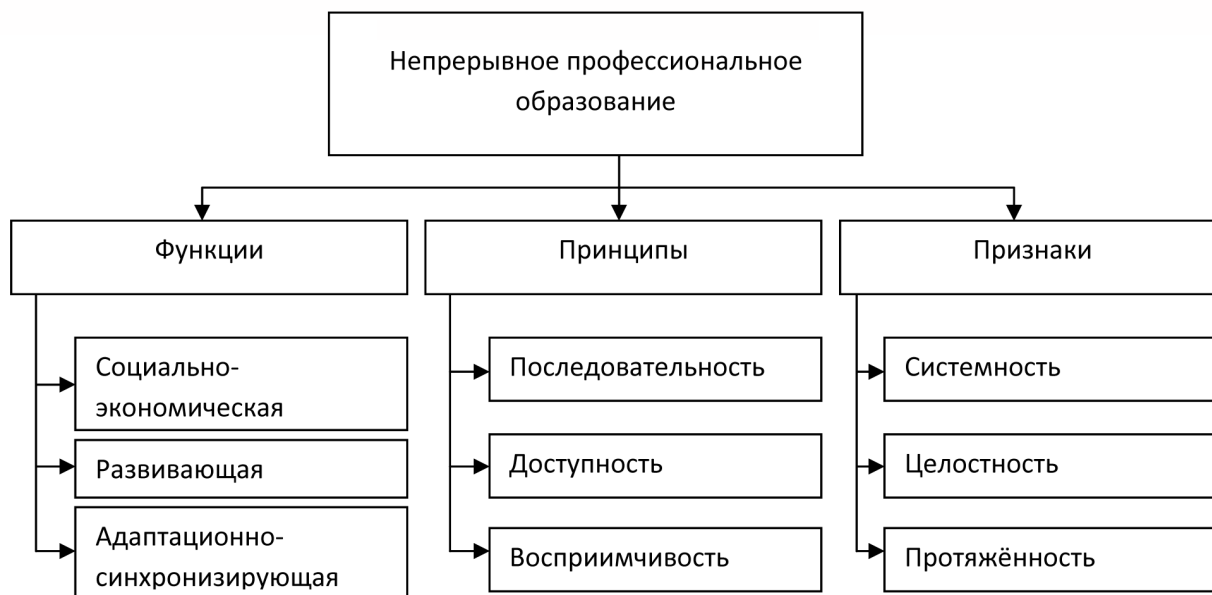 Непрерывное профессиональное
образование
Функции
Принципы
Признаки
Социально-
экономическая
Развивающая
Адаптационно-
синхронизирующая
Последовательность
Доступность
Восприимчивость
Системность
Целостность
Протяжённость